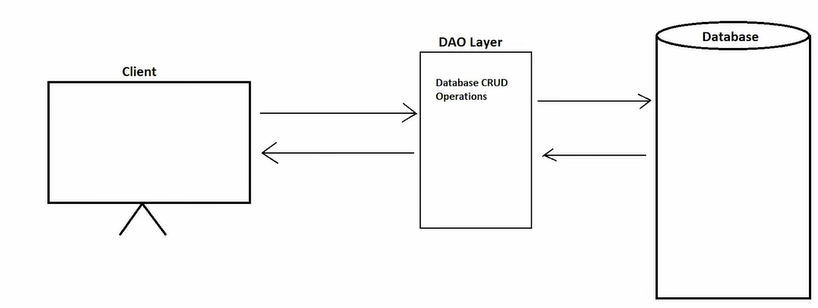 Client
DAO Layer
Database CRUD
Operations
Database